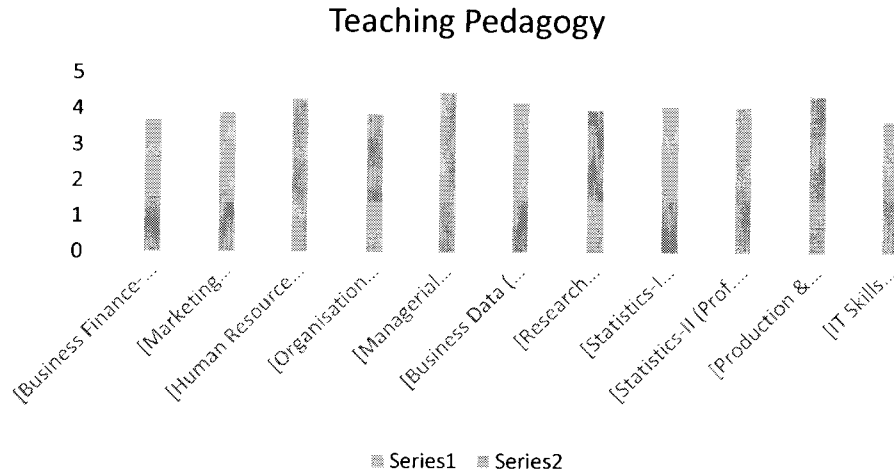 Teaching Pedagogy
5
4
3
2
1
0
[Business Finance-...
[Marketing...
[Human Resource...
[Organisation...
[Managerial...
[Business Data (...
[Research...
[Statistics-I...
[Statistics-II (Prof....
[Production &...
[IT Skills...
Series1 Series2